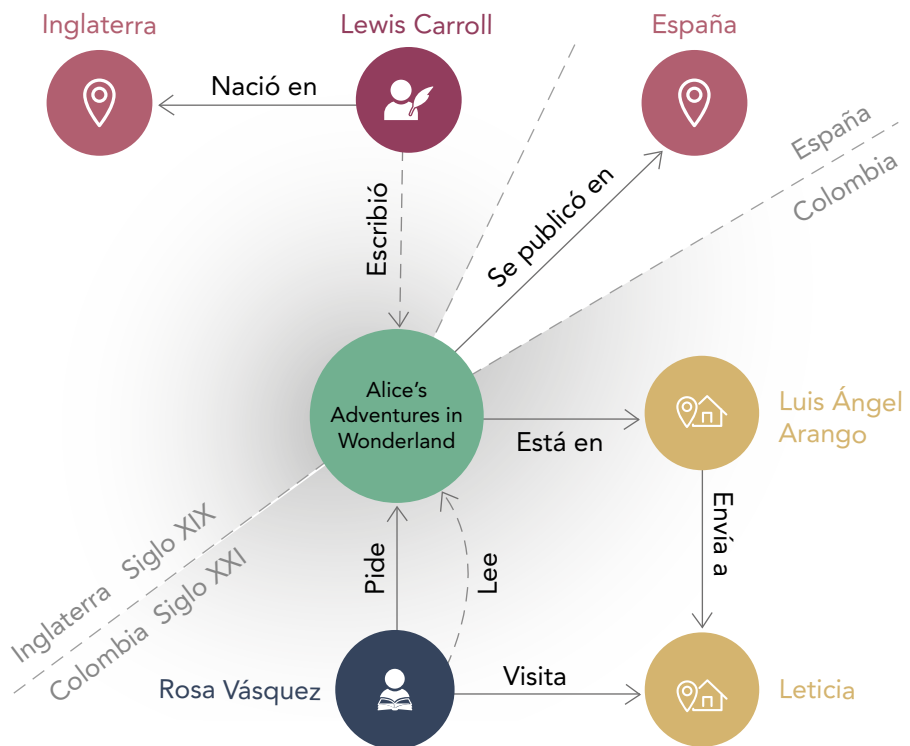 Inglaterra
Lewis Carroll
España
Nació en
Escribió
Se publicó en
España
Colombia
Alice's
Adventures in
Wonderland
Está en
Luis Ángel
Arango
Envía a
Inglaterra Siglo XIX
Colombia Siglo XXI
Pide
Lee
Rosa Vásquez
Visita
Leticia